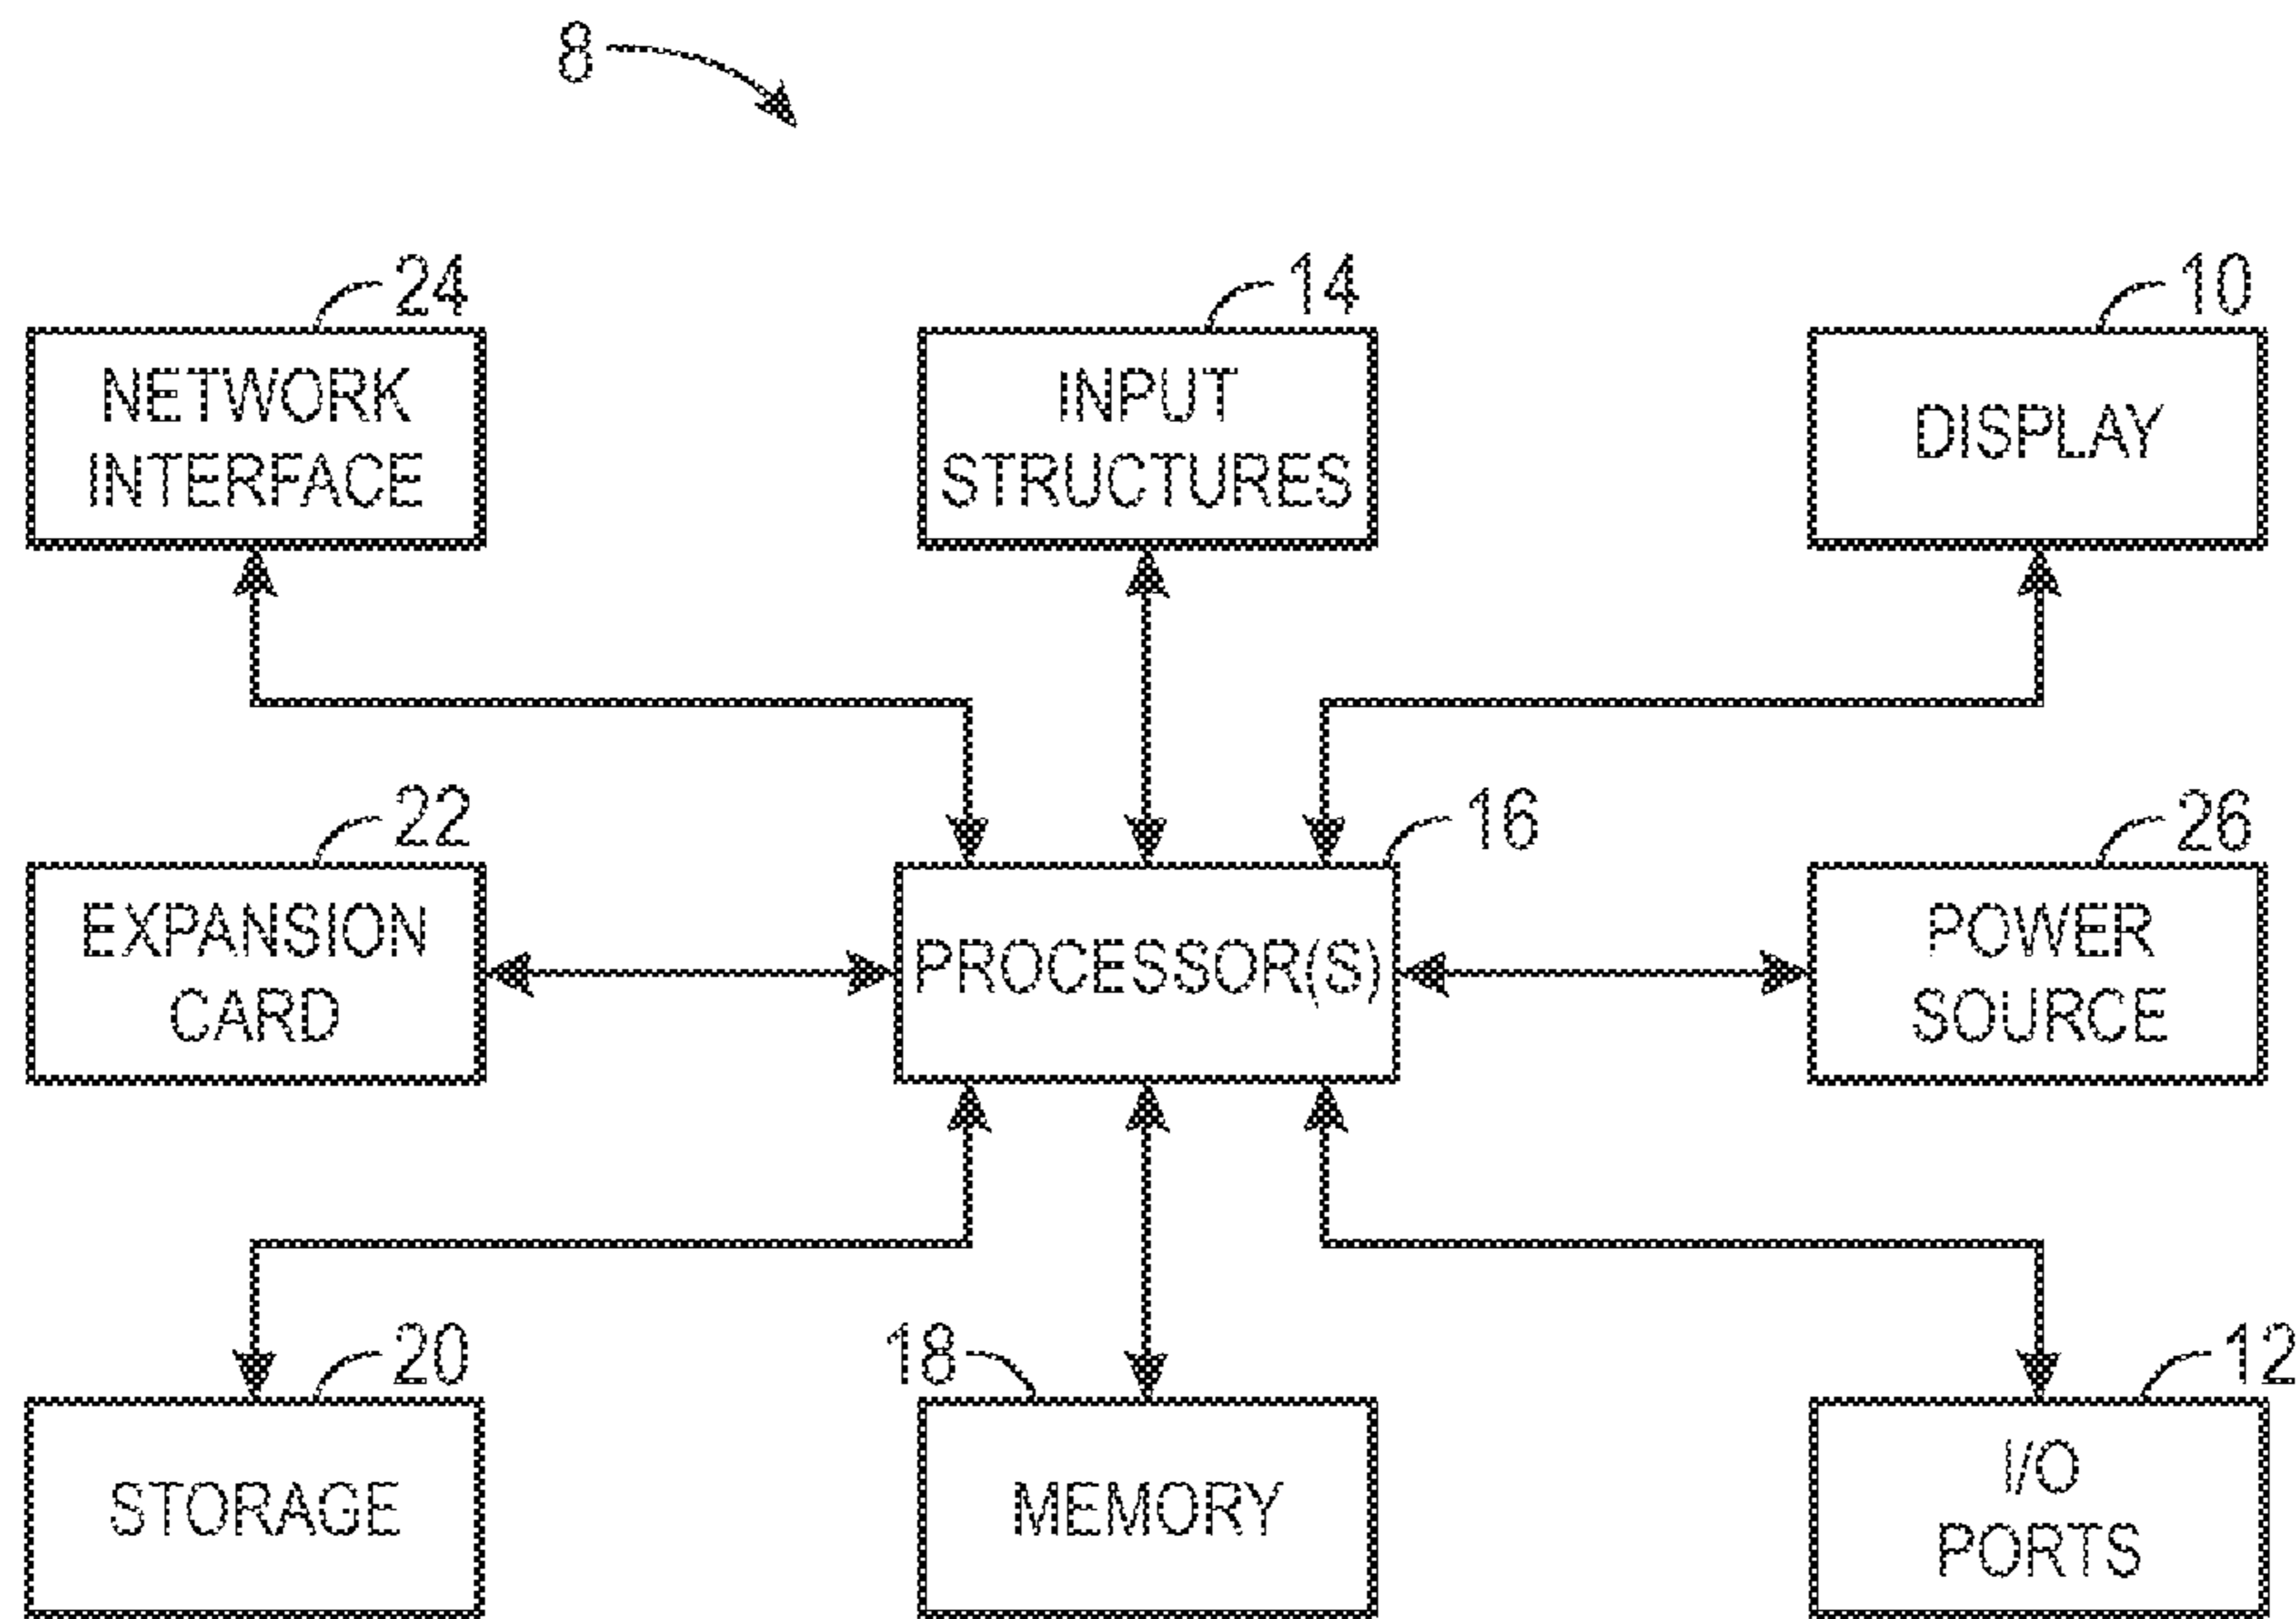 8
24
14
10
NETWORK
INTERFACE
INPUT
STRUCTURES
DISPLAY
22
16
26
EXPANSION
CARD
PROCESSOR(S)
POWER
SOURCE
20
18
12
STORAGE
MEMORY
I/O
PORTS